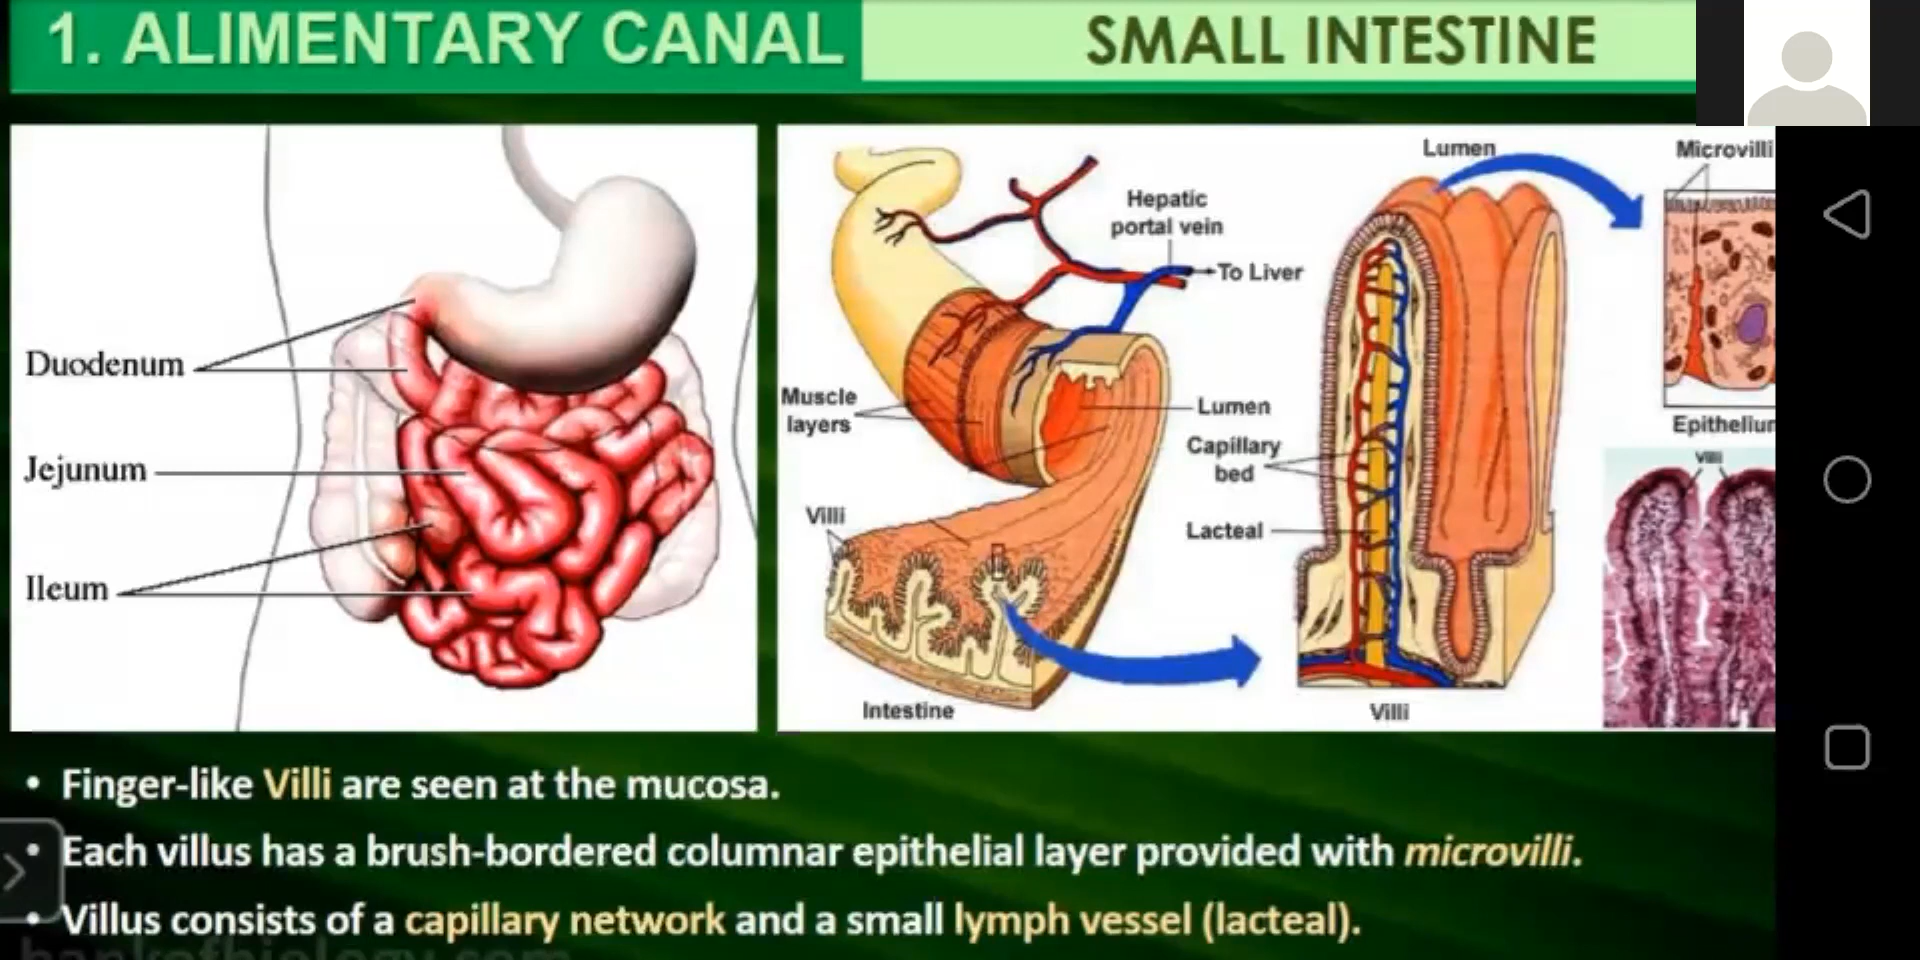 1. ALIMENTARY CANAL
SMALL INTESTINE
Duodenum
Jejunum
Ileum
Hepatic
portal vein
To Liver
Muscle
layers
Lumen
Capillary
bed
Lacteal
Villi
Intestine
Lumen
Villi
Microvilli
Epitheliur
Villi
• Finger-like Villi are seen at the mucosa.
• Each villus has a brush-bordered columnar epithelial layer provided with microvilli.
• Villus consists of a capillary network and a small lymph vessel (lacteal).